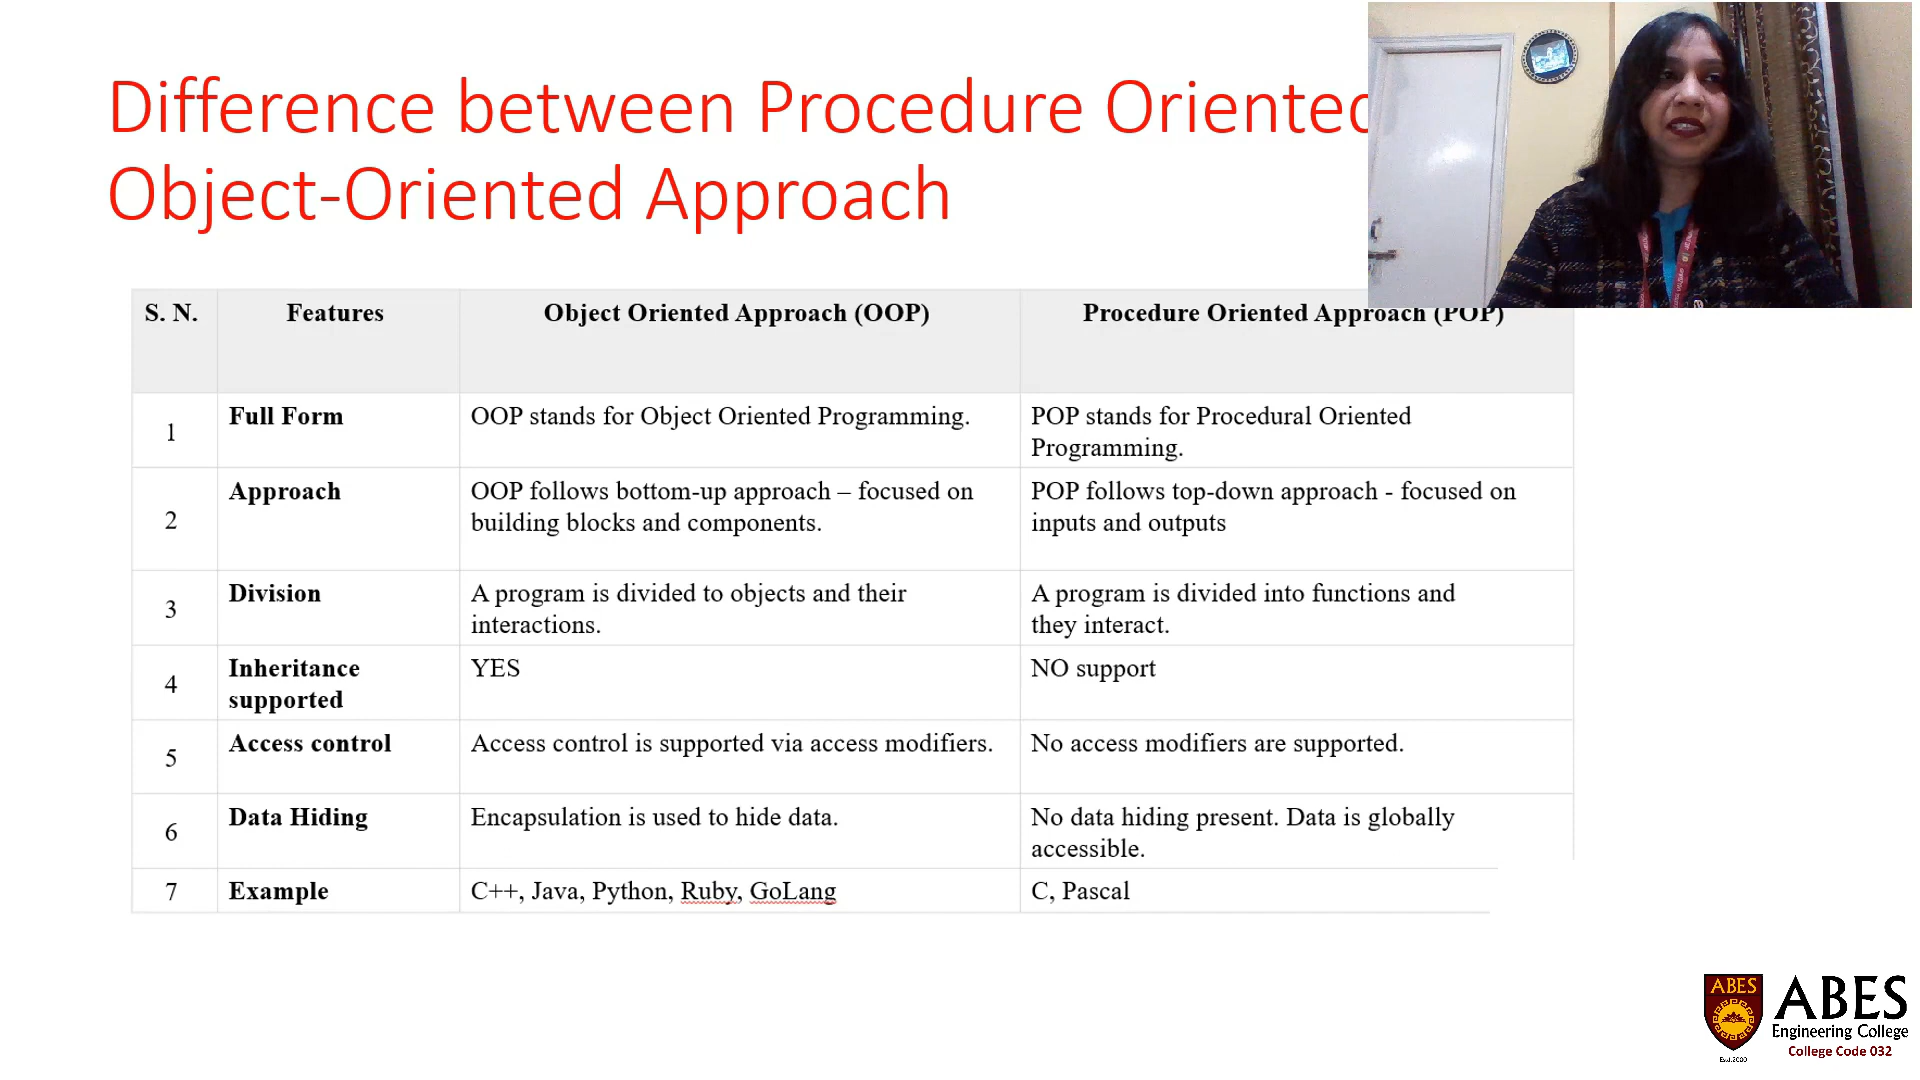 Difference between Procedure Oriented
Object-Oriented Approach
S. N. Features Object Oriented Approach (OOP) Procedure Oriented Approach (POP)
1 Full Form OOP stands for Object Oriented Programming. POP stands for Procedural Oriented
Programming.
2 Approach OOP follows bottom-up approach – focused on
building blocks and components.
POP follows top-down approach - focused on
inputs and outputs
3 Division A program is divided to objects and their
interactions.
A program is divided into functions and
they interact.
4 Inheritance
supported
YES NO support
5 Access control Access control is supported via access modifiers. No access modifiers are supported.
6 Data Hiding Encapsulation is used to hide data. No data hiding present. Data is globally
accessible.
7 Example C++, Java, Python, Ruby, GoLang C, Pascal
ABES
Estd.2000
ABES
Engineering College
College Code 032